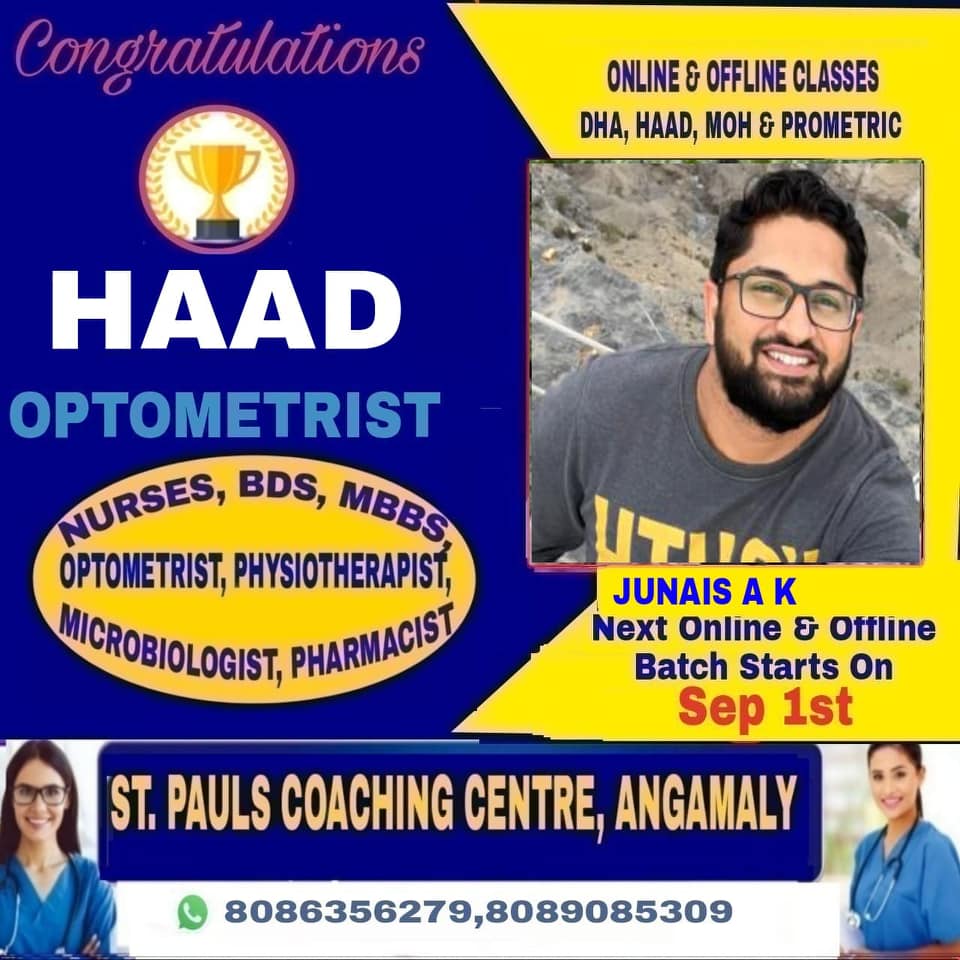 Congratulations
HAAD
OPTOMETRIST
NURSES, BDS, MBBS,
OPTOMETRIST, PHYSIOTHERAPIST,
MICROBIOLOGIST, PHARMACIST
ONLINE & OFFLINE CLASSES
DHA, HAAD, MOH & PROMETRIC
JUNAIS A K
Next Online & Offline
Batch Starts On
Sep 1st
ST. PAULS COACHING CENTRE, ANGAMALY
8086356279,8089085309